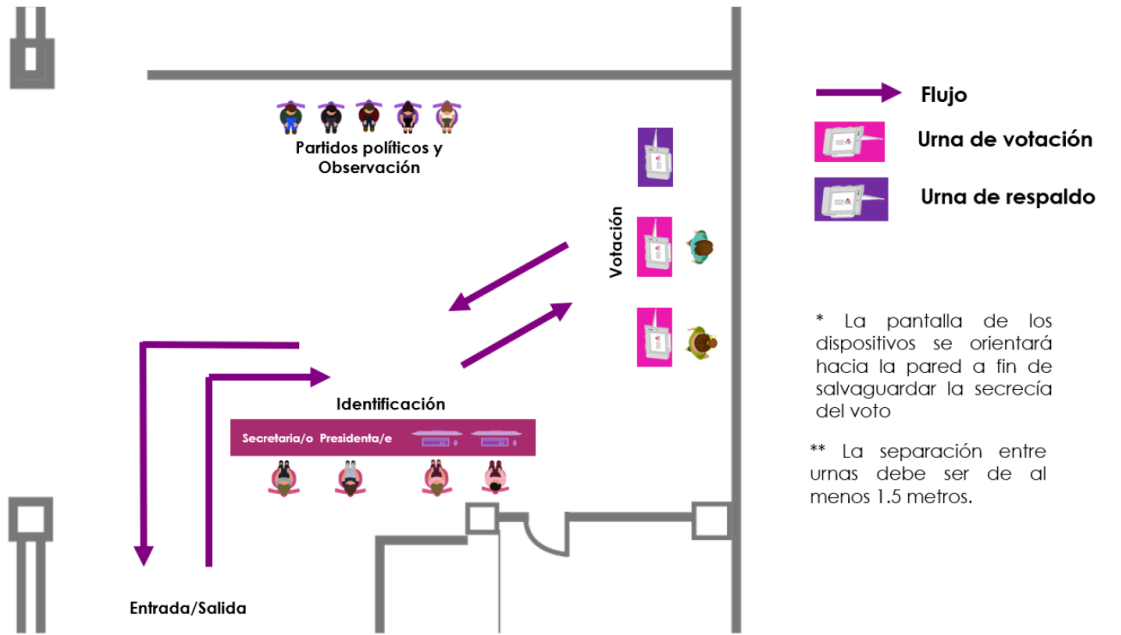 Partidos políticos y
Observación
Votación
Identificación
Secretaria/o Presidenta/e
Entrada/Salida
Flujo
Urna de votación
Urna de respaldo
* La pantalla de los
dispositivos se orientará
hacia la pared a fin de
salvaguardar la secrecía
del voto
** La separación entre
urnas debe ser de al
menos 1.5 metros.